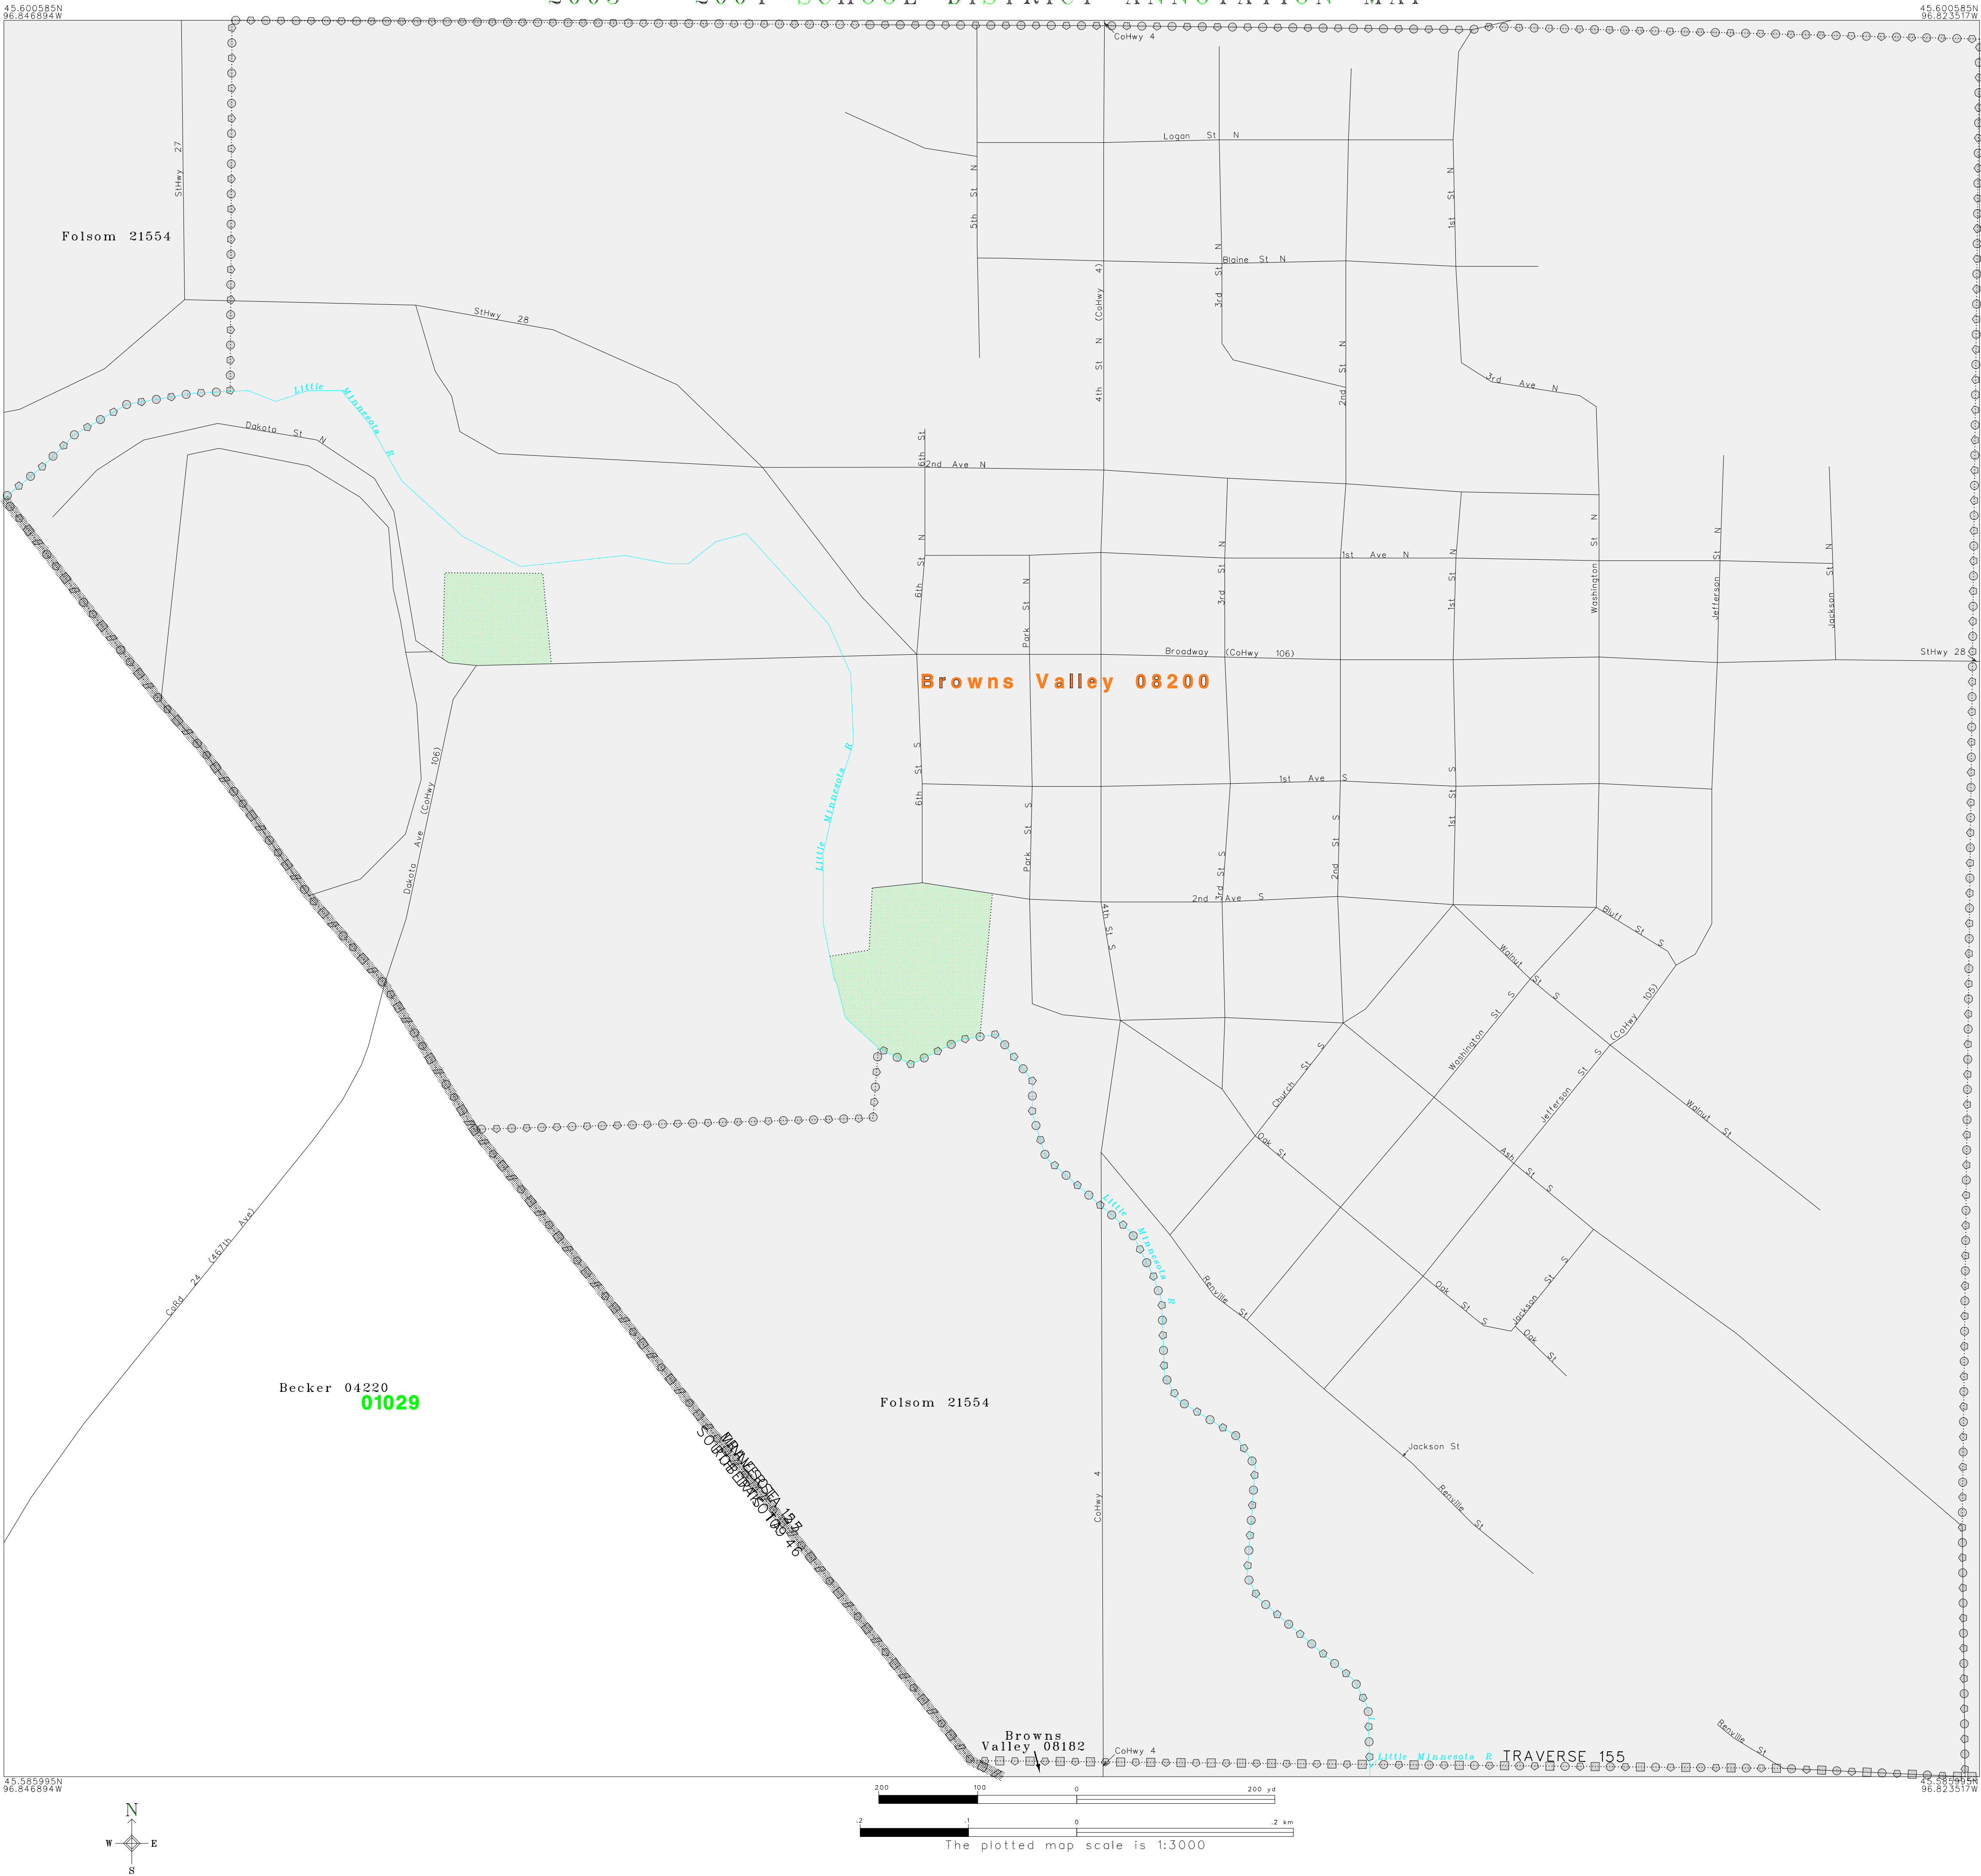 2003 - 2004 SCHOOL DISTRICT ANNOTATION MAP
45.600585N
96.846894W
45.600585N
96.823517W
CoHwy 4
StHwy 27
Logan St N
5th St N
1st St N
Folsom 21554
3rd St N
Blaine St N
4th St N (CoHwy 4)
StHwy 28
2nd St N
3rd Ave N
Little Minnesota R
Dakota St N
6th St
2nd Ave N
1st Ave N
6th St N
Park St N
3rd St N
1st St N
Washington St N
Jefferson St N
Jackson St N
Broadway (CoHwy 106)
StHwy 28
Browns Valley 08200
Dakota Ave (CoHwy 106)
Little Minnesota R
6th St S
1st Ave S
1st St S
Park St S
3rd St S
2nd St S
2nd Ave S
4th St S
Bluff St S
Walnut St S
(CoHwy 105)
Washington St S
Church St S
Jefferson St S
Walnut St
Oak St
Ash St S
Little Minnesota R
CoRd 24 (467th Ave)
Renville St
Oak St S
Jackson St S
Oak St
Becker 04220
01029
Folsom 21554
Jackson St
CoHwy 4
Renville St
Browns
Valley 08182
CoHwy 4
Little Minnesota R
TRAVERSE 155
Renville St
45.585995N
96.846894W
45.585995N
96.823517W
200 100 0 200 yd
.2 .1 0 .2 km
The plotted map scale is 1:3000
N
W E
S